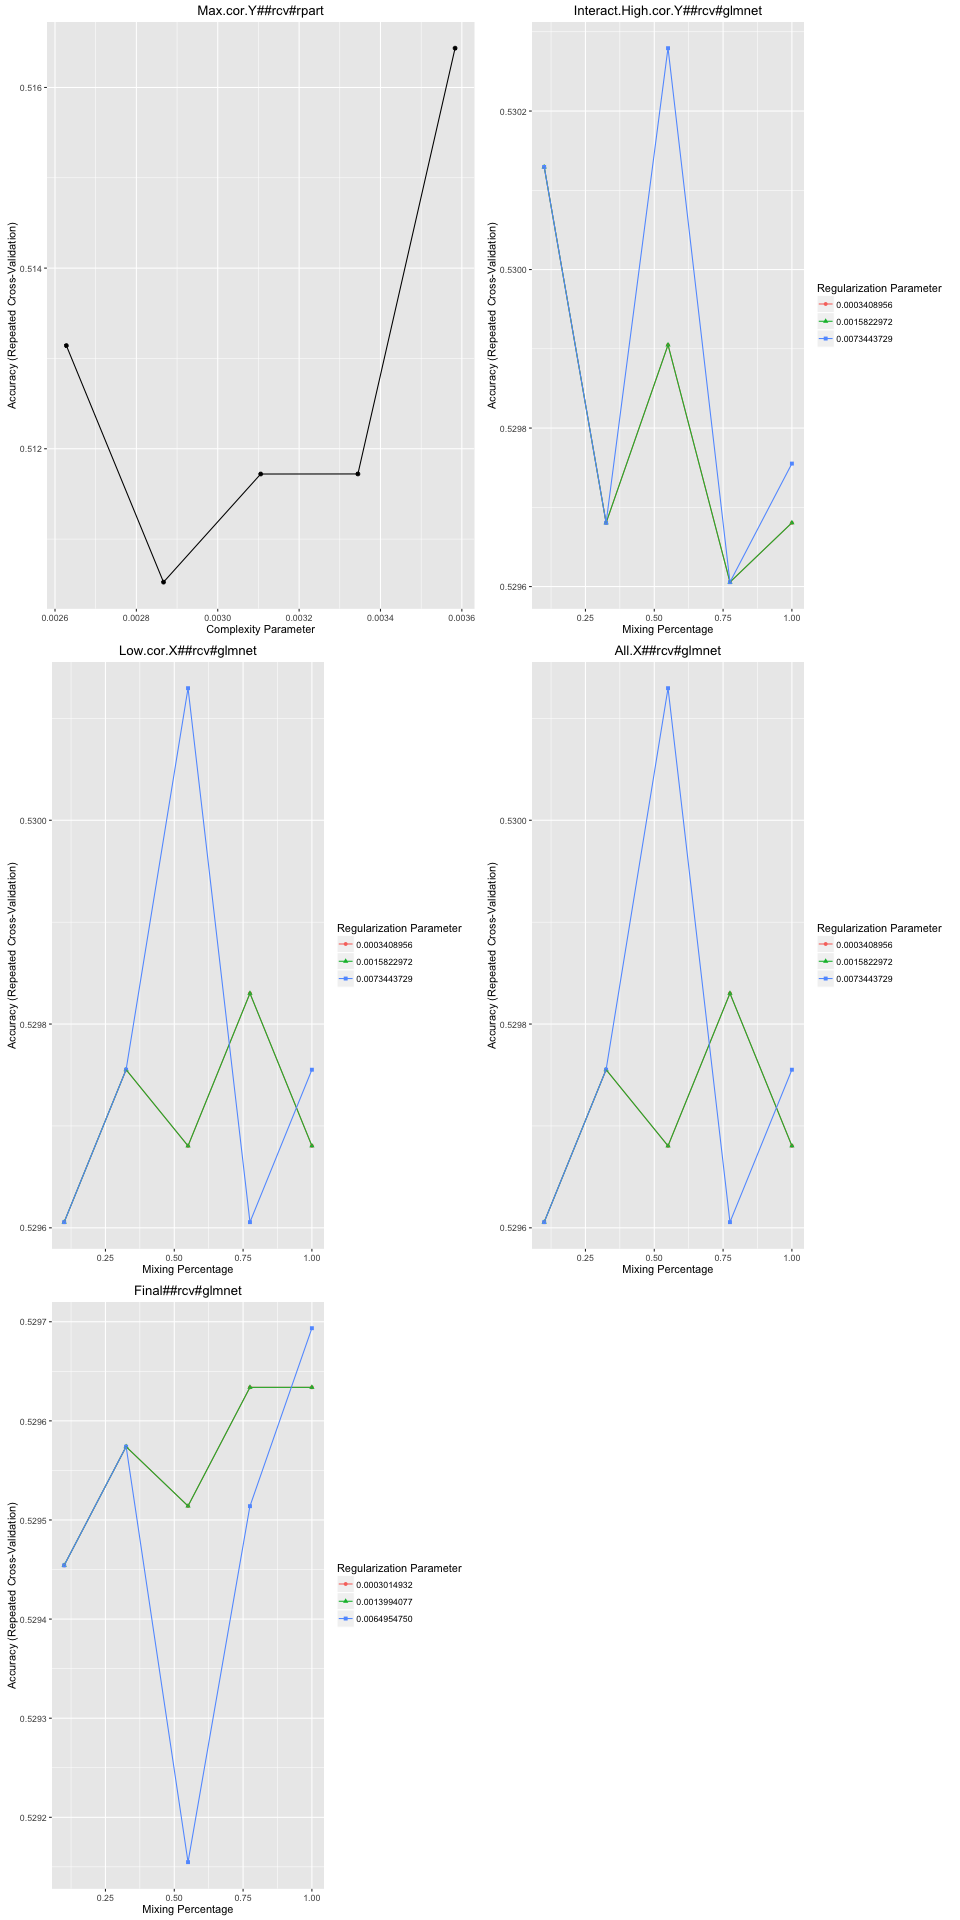 Max.cor.Y##rcv#rpart
Accuracy (Repeated Cross-Validation)
0.516
0.514
0.512
0.0026 0.0028 0.0030 0.0032 0.0034 0.0036
Complexity Parameter
Interact.High.cor.Y##rcv#glmnet
Accuracy (Repeated Cross-Validation)
0.5302
0.5300
0.5298
0.5296
0.25 0.50 0.75 1.00
Mixing Percentage
Regularization Parameter
0.0003408956
0.0015822972
0.0073443729
Low.cor.X##rcv#glmnet
Accuracy (Repeated Cross-Validation)
0.5300
0.5298
0.5296
0.25 0.50 0.75 1.00
Mixing Percentage
Regularization Parameter
0.0003408956
0.0015822972
0.0073443729
All.X##rcv#glmnet
Accuracy (Repeated Cross-Validation)
0.5300
0.5298
0.5296
0.25 0.50 0.75 1.00
Mixing Percentage
Regularization Parameter
0.0003408956
0.0015822972
0.0073443729
Final##rcv#glmnet
Accuracy (Repeated Cross-Validation)
0.5297
0.5296
0.5295
0.5294
0.5293
0.5292
0.25 0.50 0.75 1.00
Mixing Percentage
Regularization Parameter
0.0003014932
0.0013994077
0.0064954750